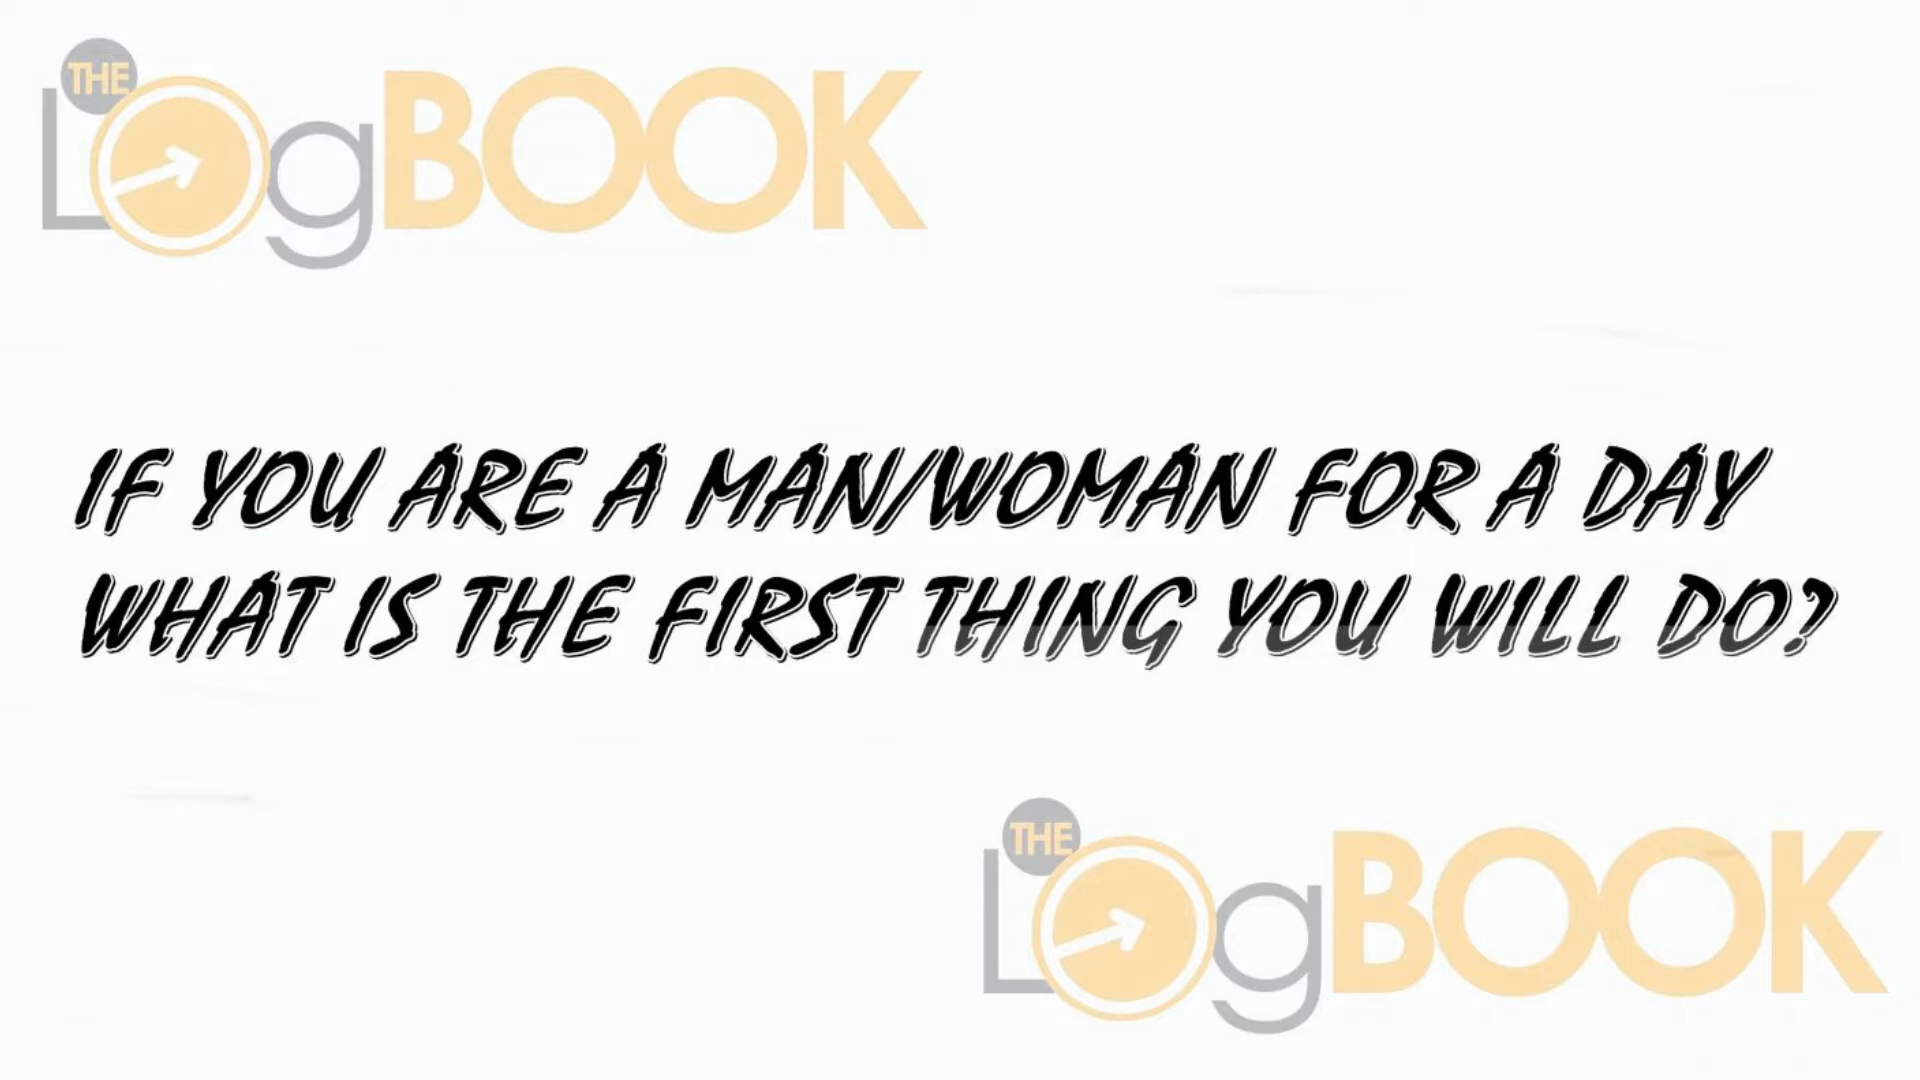 THE LogBOOK
IF YOU ARE A MAN/WOMAN FOR A DAY
WHAT IS THE FIRST THING YOU WILL DO?
THE LogBOOK